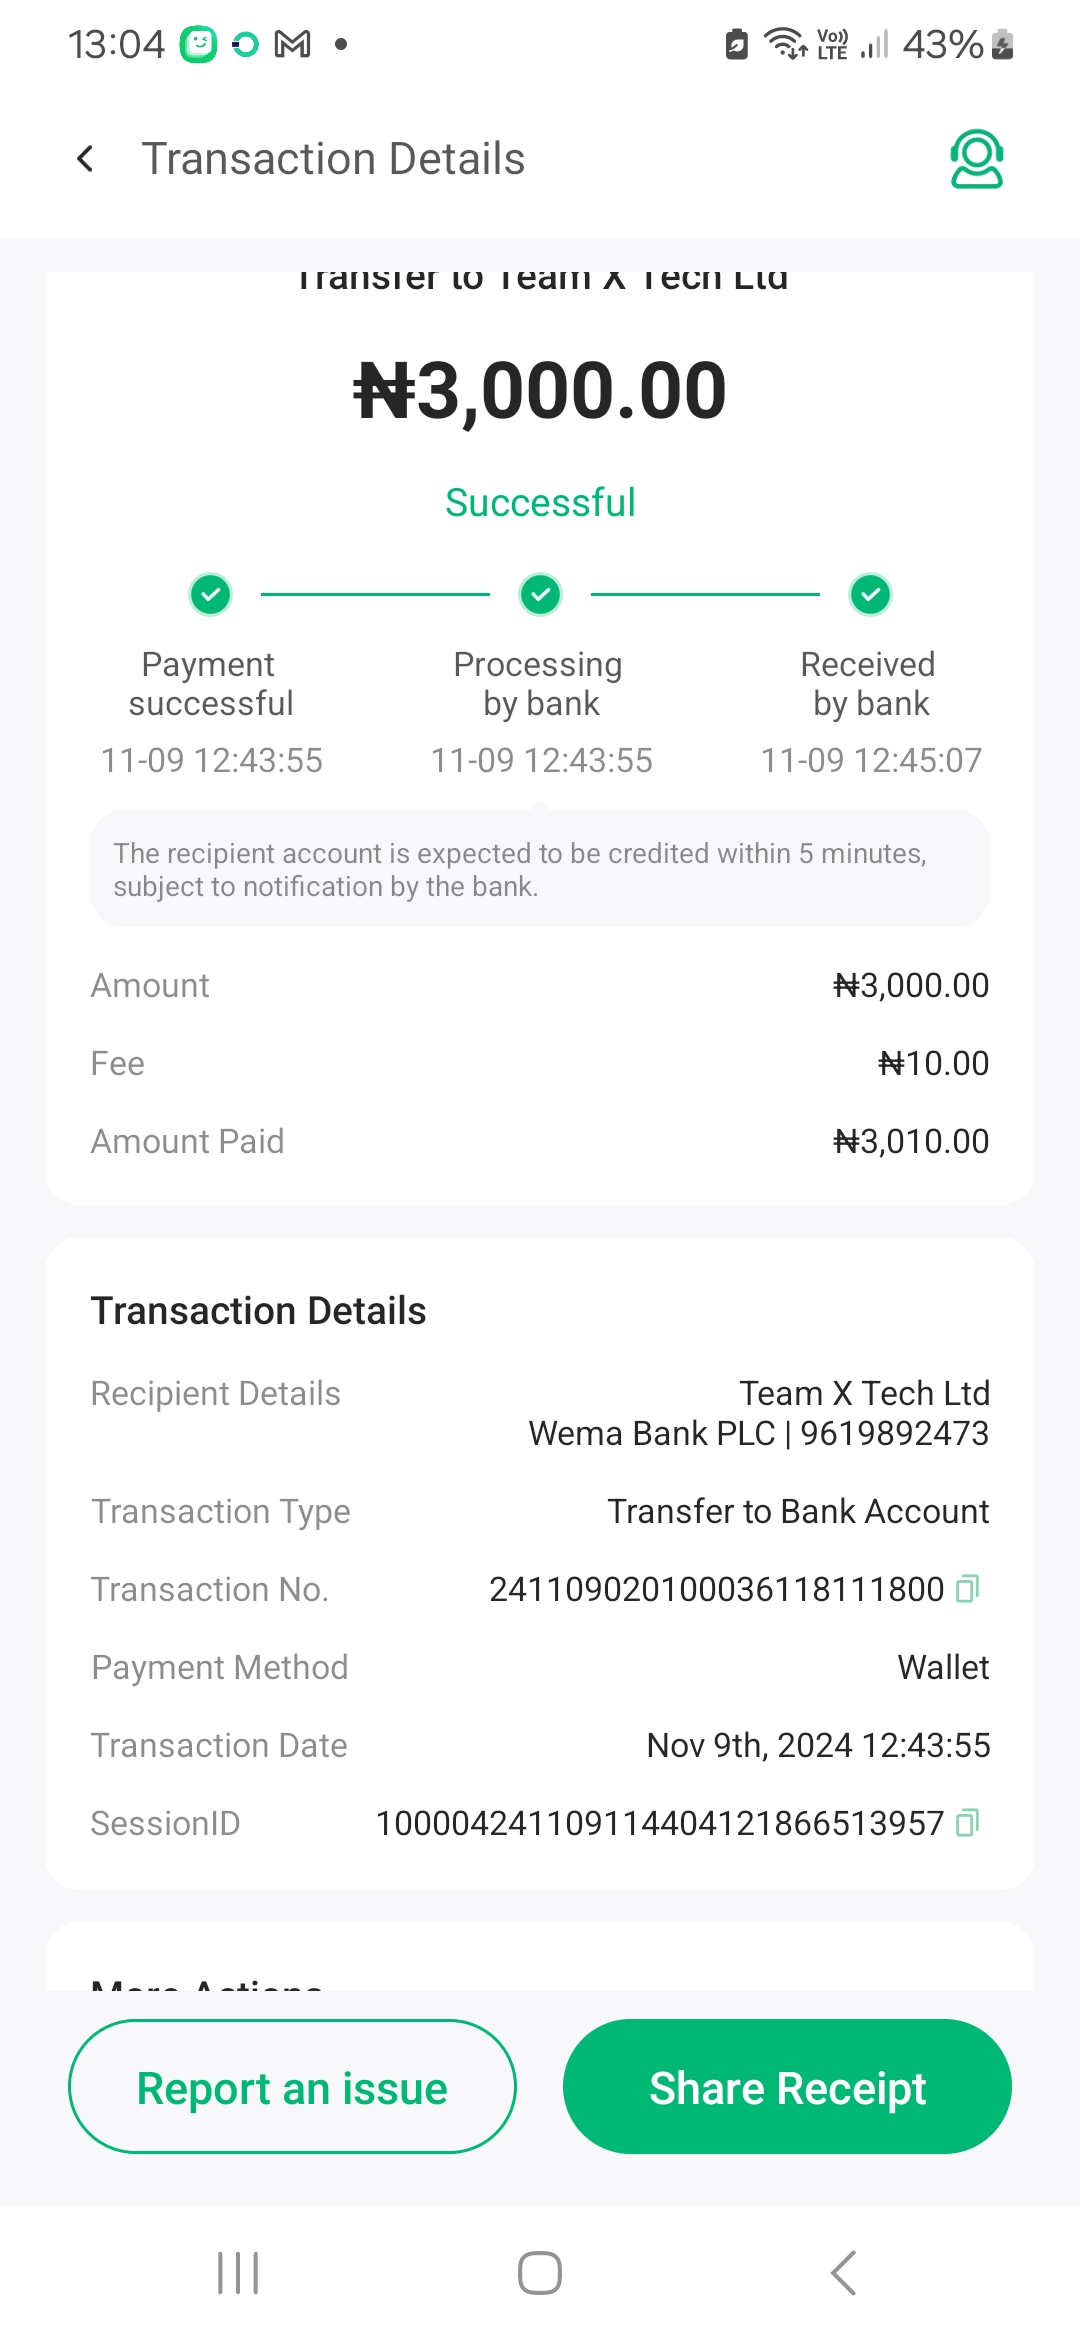 13:04
Vo)) LTE
43%
Transaction Details
Transfer to Team X Tech Ltd
₦3,000.00
Successful
Payment successful
Processing by bank
Received by bank
11-09 12:43:55
11-09 12:43:55
11-09 12:45:07
The recipient account is expected to be credited within 5 minutes,
subject to notification by the bank.
Amount ₦3,000.00
Fee ₦10.00
Amount Paid ₦3,010.00
Transaction Details
Recipient Details Team X Tech Ltd
Wema Bank PLC | 9619892473
Transaction Type Transfer to Bank Account
Transaction No. 241109020100036118111800
Payment Method Wallet
Transaction Date Nov 9th, 2024 12:43:55
SessionID 100004241109114404121866513957
More Actions
Report an issue
Share Receipt